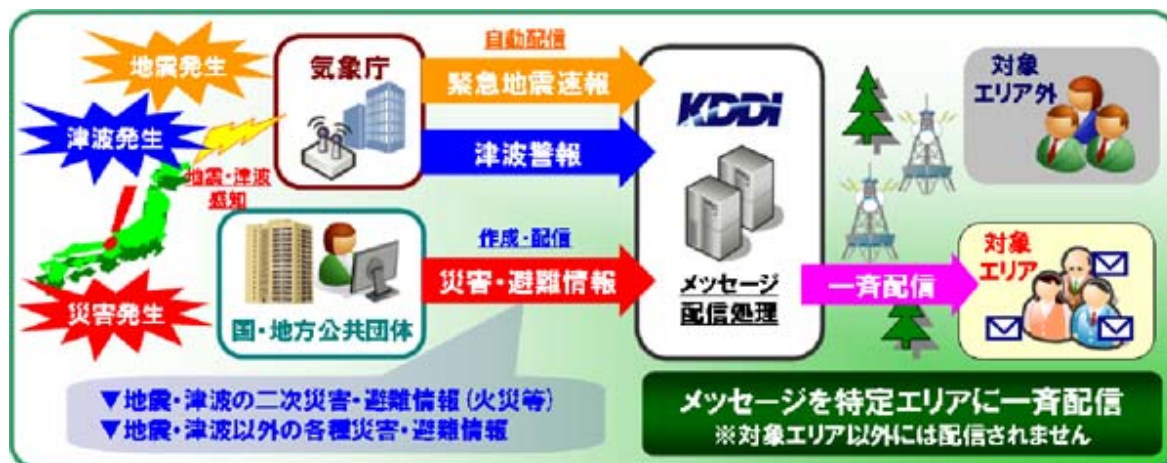 地震発生
津波発生
地震・津波
感知
災害発生
気象庁
国・地方公共団体
自動配信
緊急地震速報
津波警報
作成・配信
災害・避難情報
▼地震・津波の二次災害・避難情報(火災等)
▼地震・津波以外の各種災害・避難情報
KDDI
メッセージ
配信処理
一斉配信
対象
エリア外
対象
エリア
メッセージを特定エリアに一斉配信
※対象エリア以外には配信されません